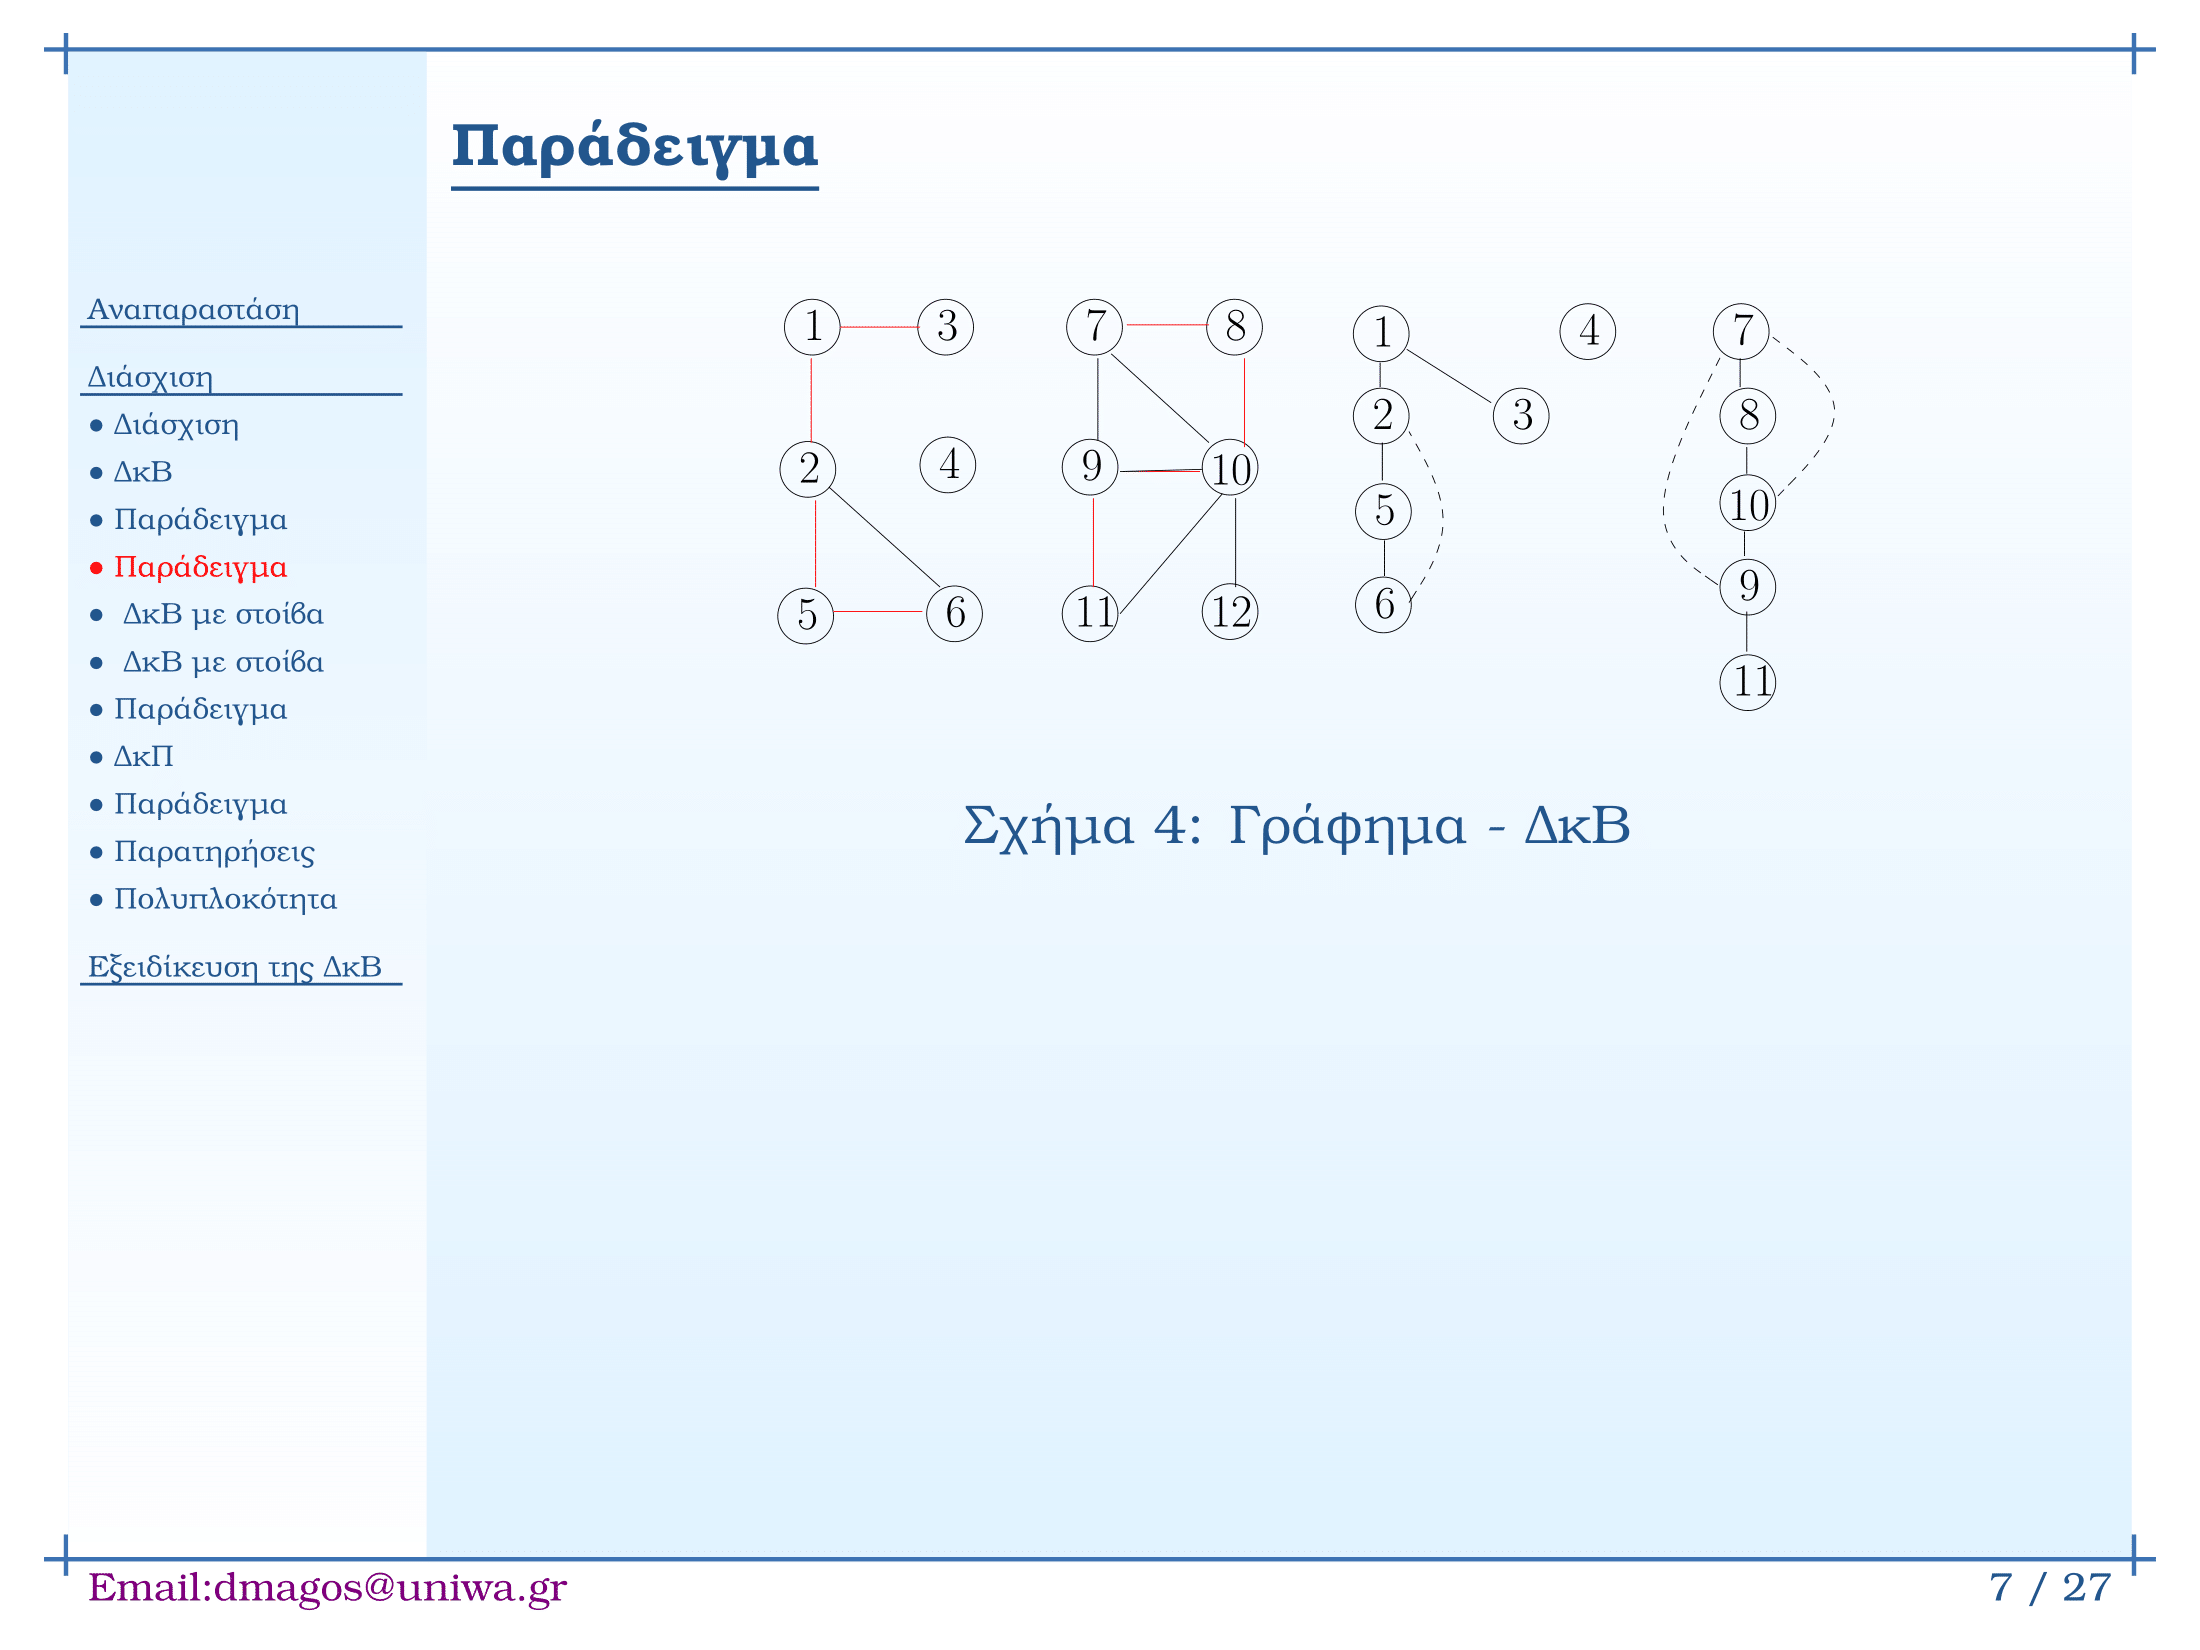 Παράδειγμα
Αναπαραστάση
Διάσχιση
• Διάσχιση
• ΔκΒ
• Παράδειγμα
• Παράδειγμα
• ΔκΒ με στοίβα
• ΔκΒ με στοίβα
• Παράδειγμα
• ΔκΠ
• Παράδειγμα
• Παρατηρήσεις
• Πολυπλοκότητα
Εξειδίκευση της ΔκΒ
1 3 7 8 1 4 7
2 3 8
2 4 9 10
5 10
5 6 11 12 6 9
11
Σχήμα 4: Γράφημα - ΔκΒ
Email:dmagos@uniwa.gr
7 / 27